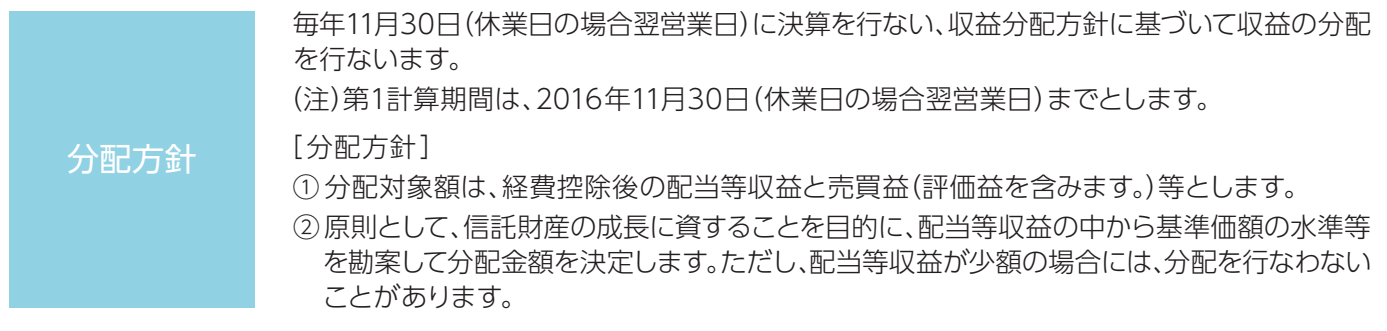 分配方針
毎年11月30日（休業日の場合翌営業日）に決算を行ない、収益分配方針に基づいて収益の分配
を行ないます。
（注）第1計算期間は、2016年11月30日（休業日の場合翌営業日）までとします。
［分配方針］
①分配対象額は、経費控除後の配当等収益と売買益（評価益を含みます。）等とします。
②原則として、信託財産の成長に資することを目的に、配当等収益の中から基準価額の水準等
を勘案して分配金額を決定します。ただし、配当等収益が少額の場合には、分配を行なわない
ことがあります。